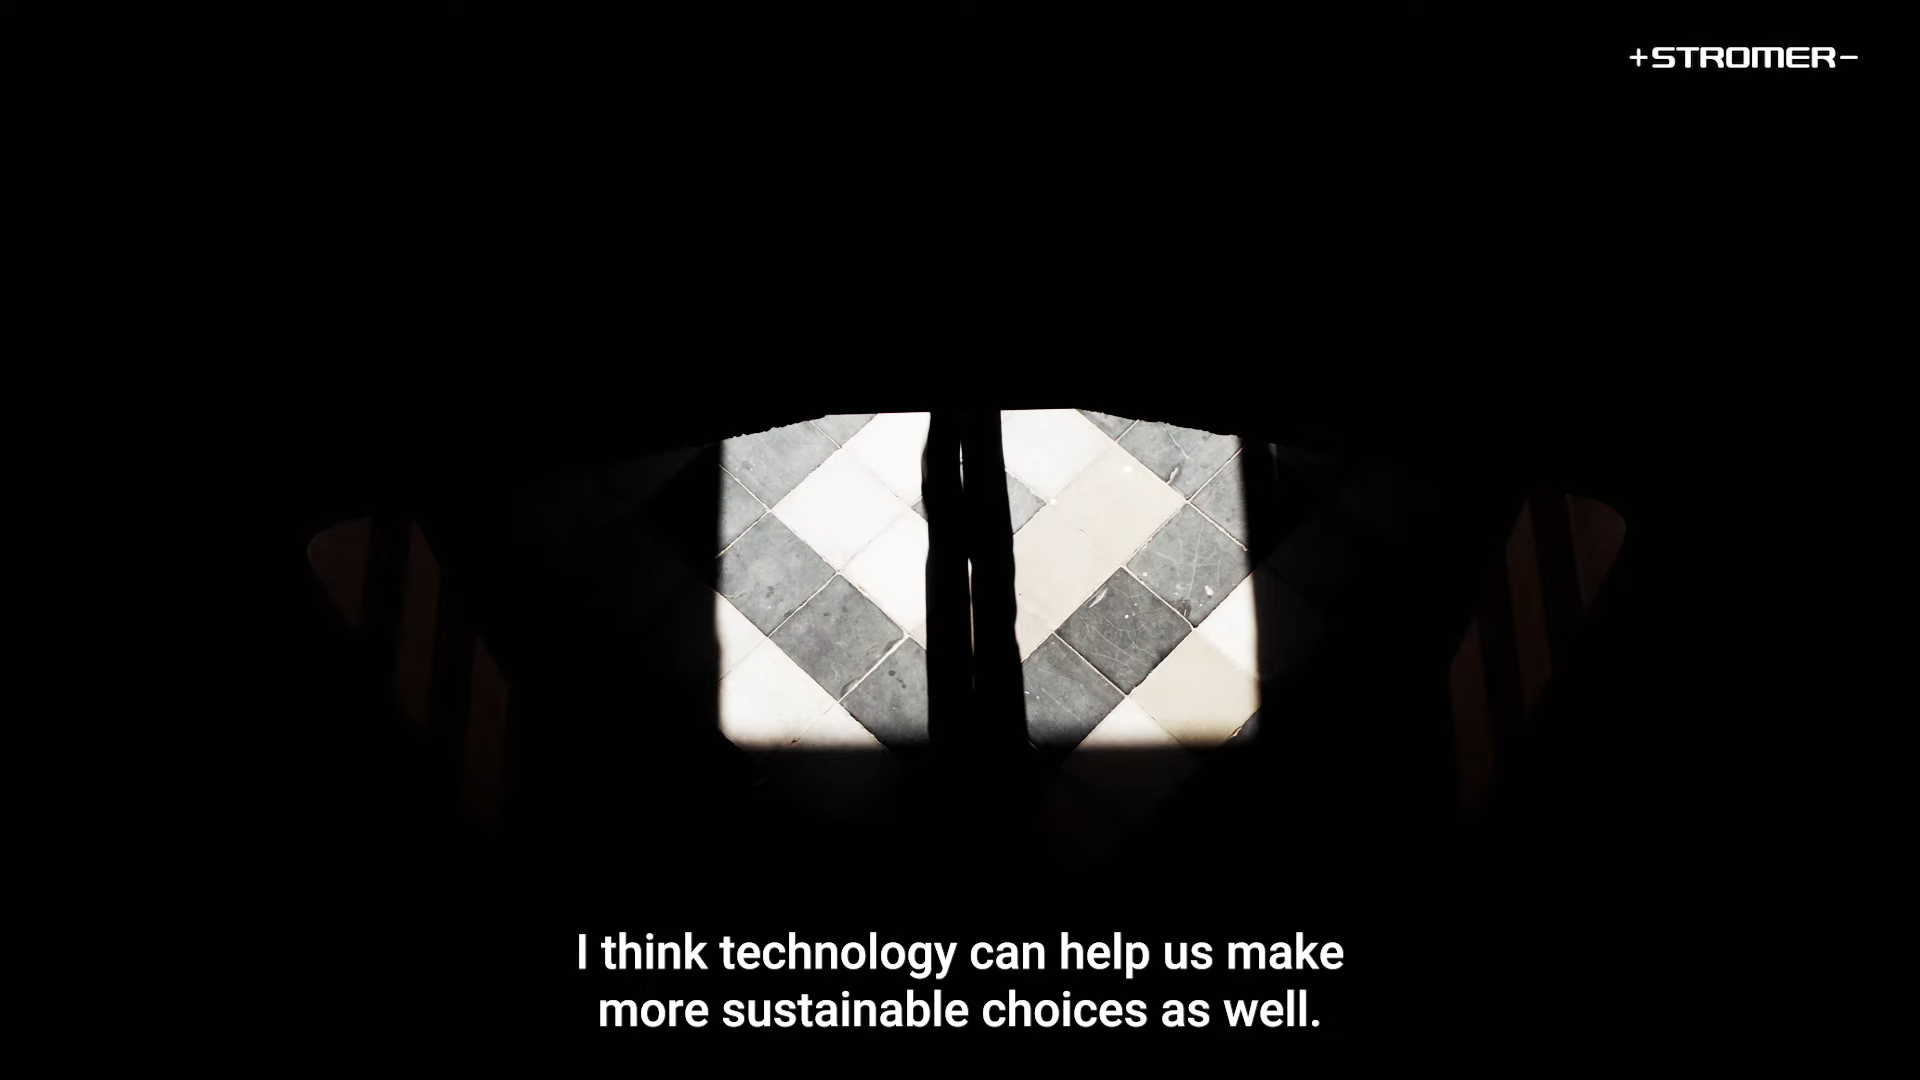 +STROMER-
I think technology can help us make
more sustainable choices as well.